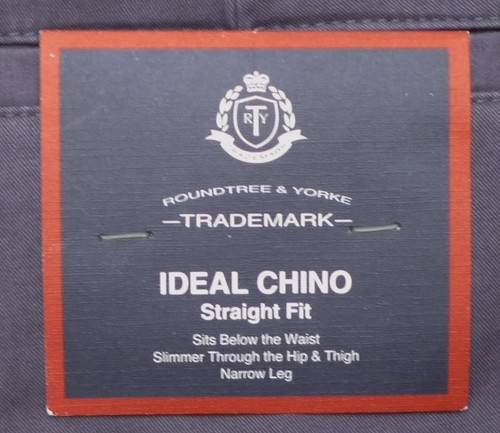 RTY
TRADEMARK
ROUNDTREE & YORKE
—TRADEMARK—
IDEAL CHINO
Straight Fit
Sits Below the Waist
Slimmer Through the Hip & Thigh
Narrow Leg